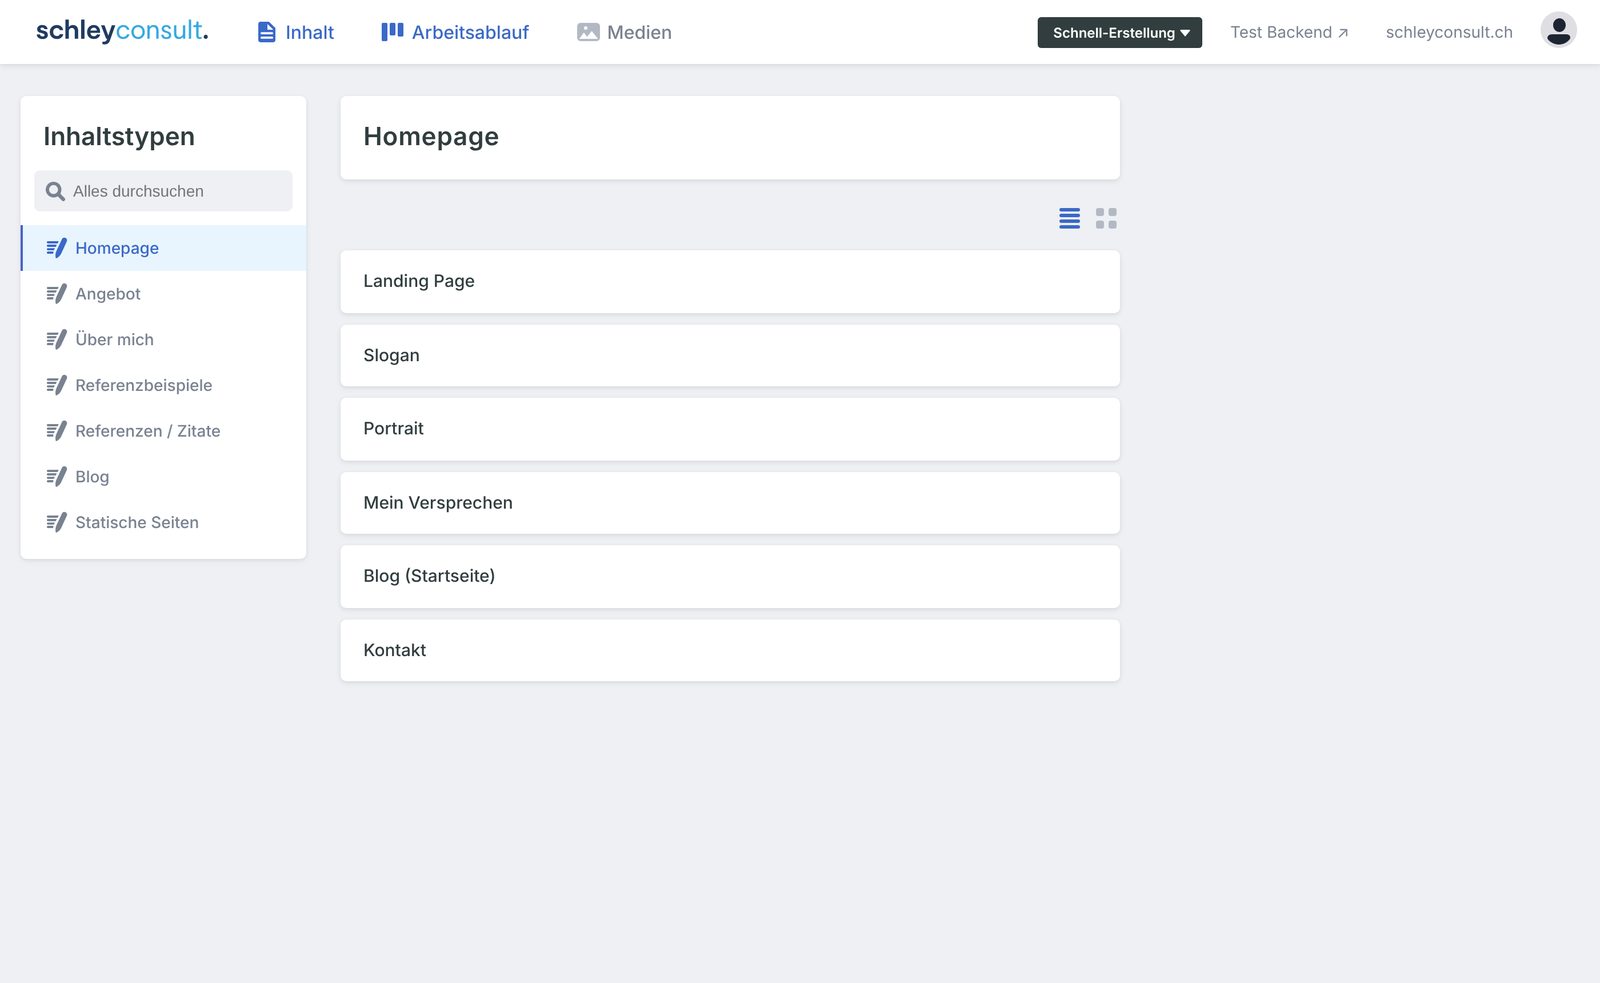 schleyconsult.
Inhalt
Arbeitsablauf
Medien
Schnell-Erstellung
Test Backend ↗
schleyconsult.ch
Inhaltstypen
Alles durchsuchen
Homepage
Angebot
Über mich
Referenzbeispiele
Referenzen / Zitate
Blog
Statische Seiten
Homepage
Landing Page
Slogan
Portrait
Mein Versprechen
Blog (Startseite)
Kontakt